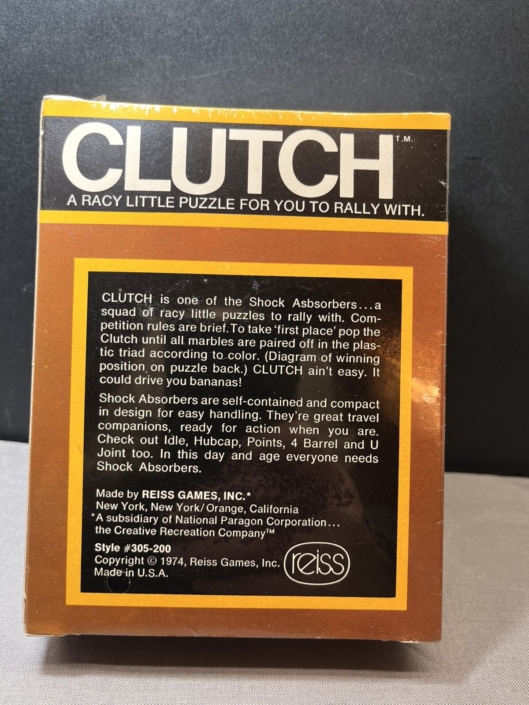 CLUTCH T.M.
A RACY LITTLE PUZZLE FOR YOU TO RALLY WITH.
CLUTCH is one of the Shock Asbsorbers...a
squad of racy little puzzles to rally with. Com-
petition rules are brief. To take 'first place' pop the
Clutch until all marbles are paired off in the plas-
tic triad according to color. (Diagram of winning
position on puzzle back.) CLUTCH ain't easy. It
could drive you bananas!
Shock Absorbers are self-contained and compact
in design for easy handling. They're great travel
companions, ready for action when you are.
Check out Idle, Hubcap, Points, 4 Barrel and U
Joint too. In this day and age everyone needs
Shock Absorbers.
Made by REISS GAMES, INC.*
New York, New York/Orange, California
*A subsidiary of National Paragon Corporation...
the Creative Recreation Company™
Style #305-200
Copyright © 1974, Reiss Games, Inc.
Made in U.S.A.
reiss